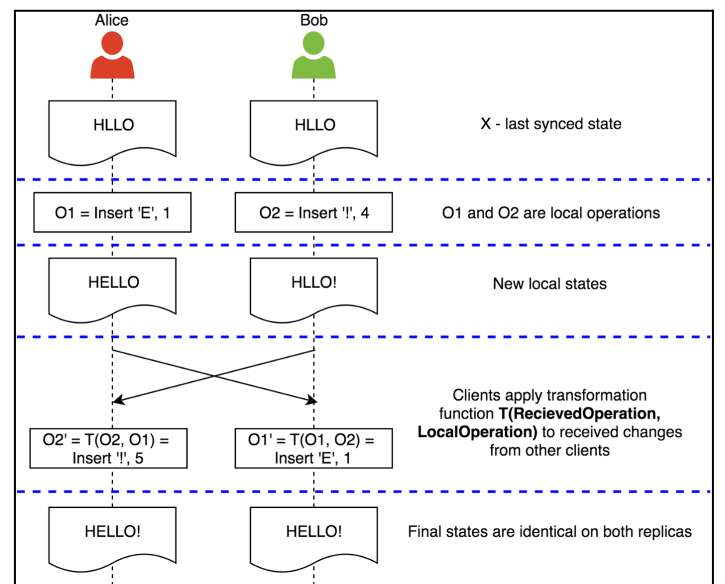 Alice
Bob
HLLO
HLLO
X - last synced state
O1 = Insert 'E', 1
O2 = Insert '!', 4
O1 and O2 are local operations
HELLO
HLLO!
New local states
Clients apply transformation
function T(RecievedOperation,
LocalOperation) to received changes
from other clients
O2' = T(O2, O1) =
Insert '!', 5
O1' = T(O1, O2) =
Insert 'E', 1
HELLO!
HELLO!
Final states are identical on both replicas